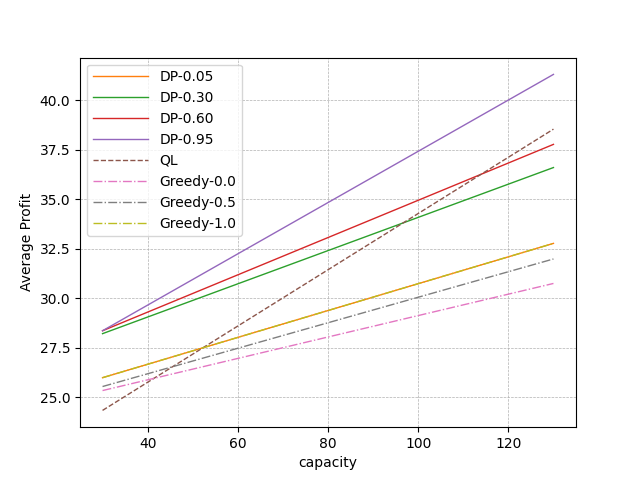 DP-0.05
DP-0.30
DP-0.60
DP-0.95
QL
Greedy-0.0
Greedy-0.5
Greedy-1.0
40.0
37.5
35.0
32.5
30.0
27.5
25.0
Average Profit
40 60 80 100 120
capacity